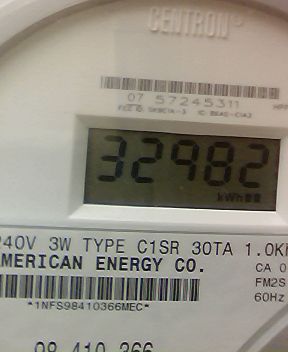 CENTRON®
07 57245311
32982
kWh
240V 3W TYPE C1SR 30TA 1.0K
AMERICAN ENERGY CO.
CA 0
FM2S
60Hz
*1NFS98410366MEC*
98 410 366